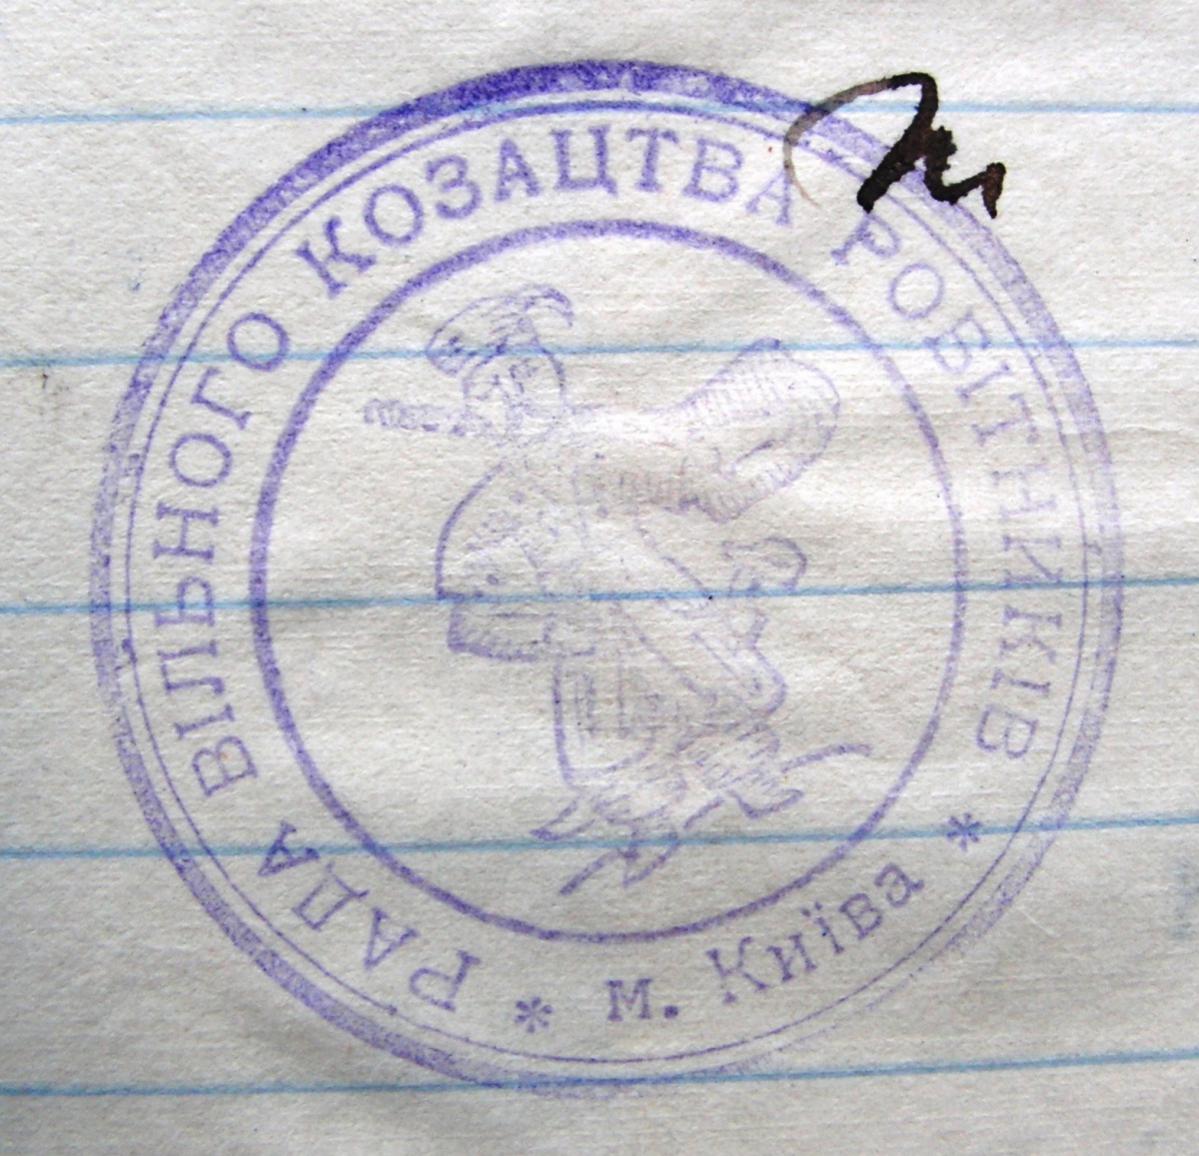 РАДА ВІЛЬНОГО КОЗАЦТВА РОБІТНИКІВ
* м. Київа *